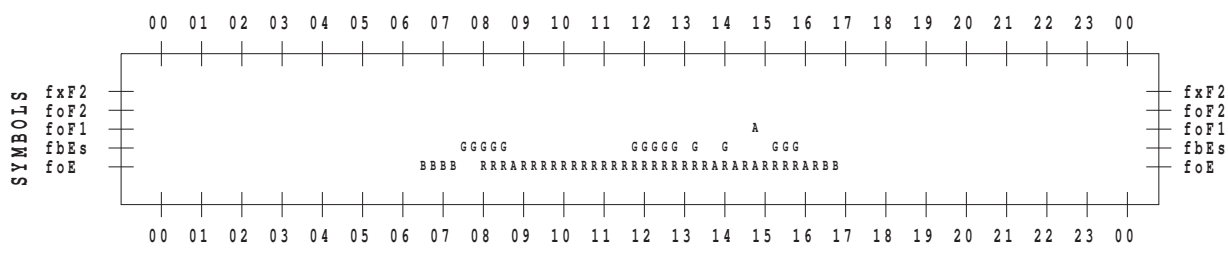 00 01 02 03 04 05 06 07 08 09 10 11 12 13 14 15 16 17 18 19 20 21 22 23 00
SYMBOLS
fxF2 fxF2
foF2 foF2
foF1 A foF1
fbEs GGGGG GGGGG G G GGG fbEs
foE BBBB RRRARRRRRRRRRRRRRRRRRRRARARARRRRARBB foE
00 01 02 03 04 05 06 07 08 09 10 11 12 13 14 15 16 17 18 19 20 21 22 23 00